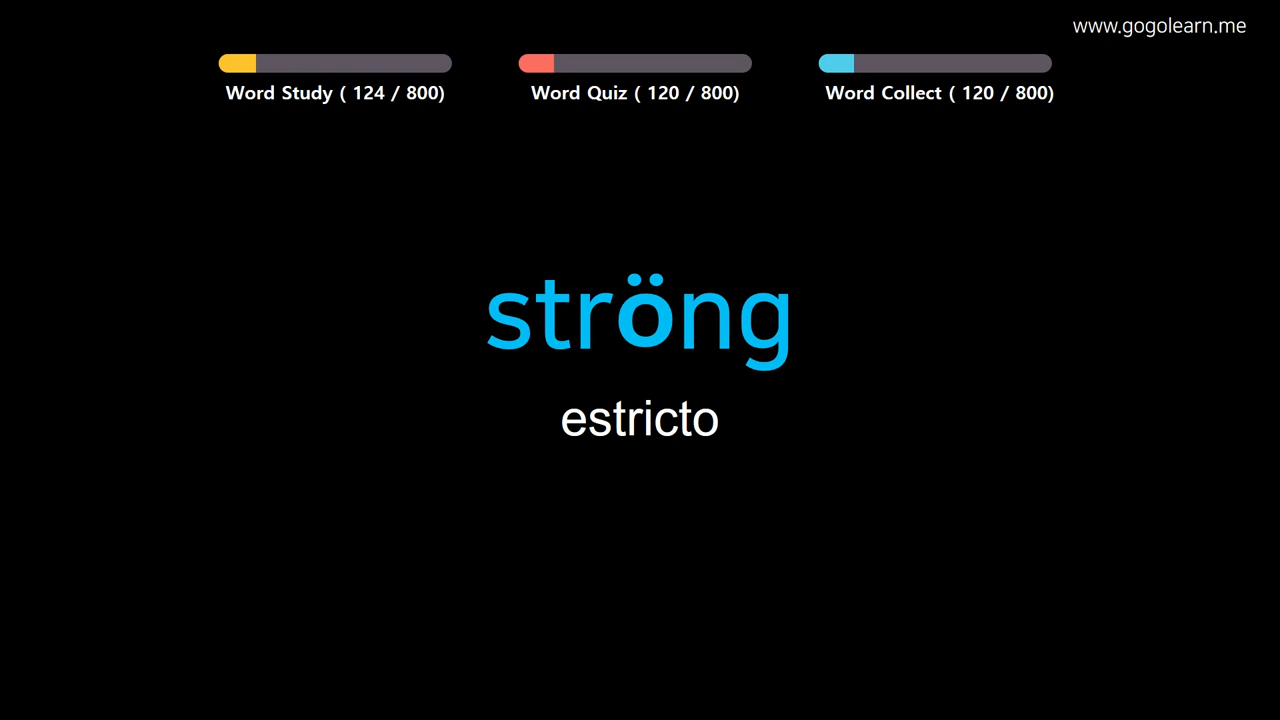 www.gogolearn.me
Word Study ( 124 / 800)
Word Quiz ( 120 / 800)
Word Collect ( 120 / 800)
ströng
estricto